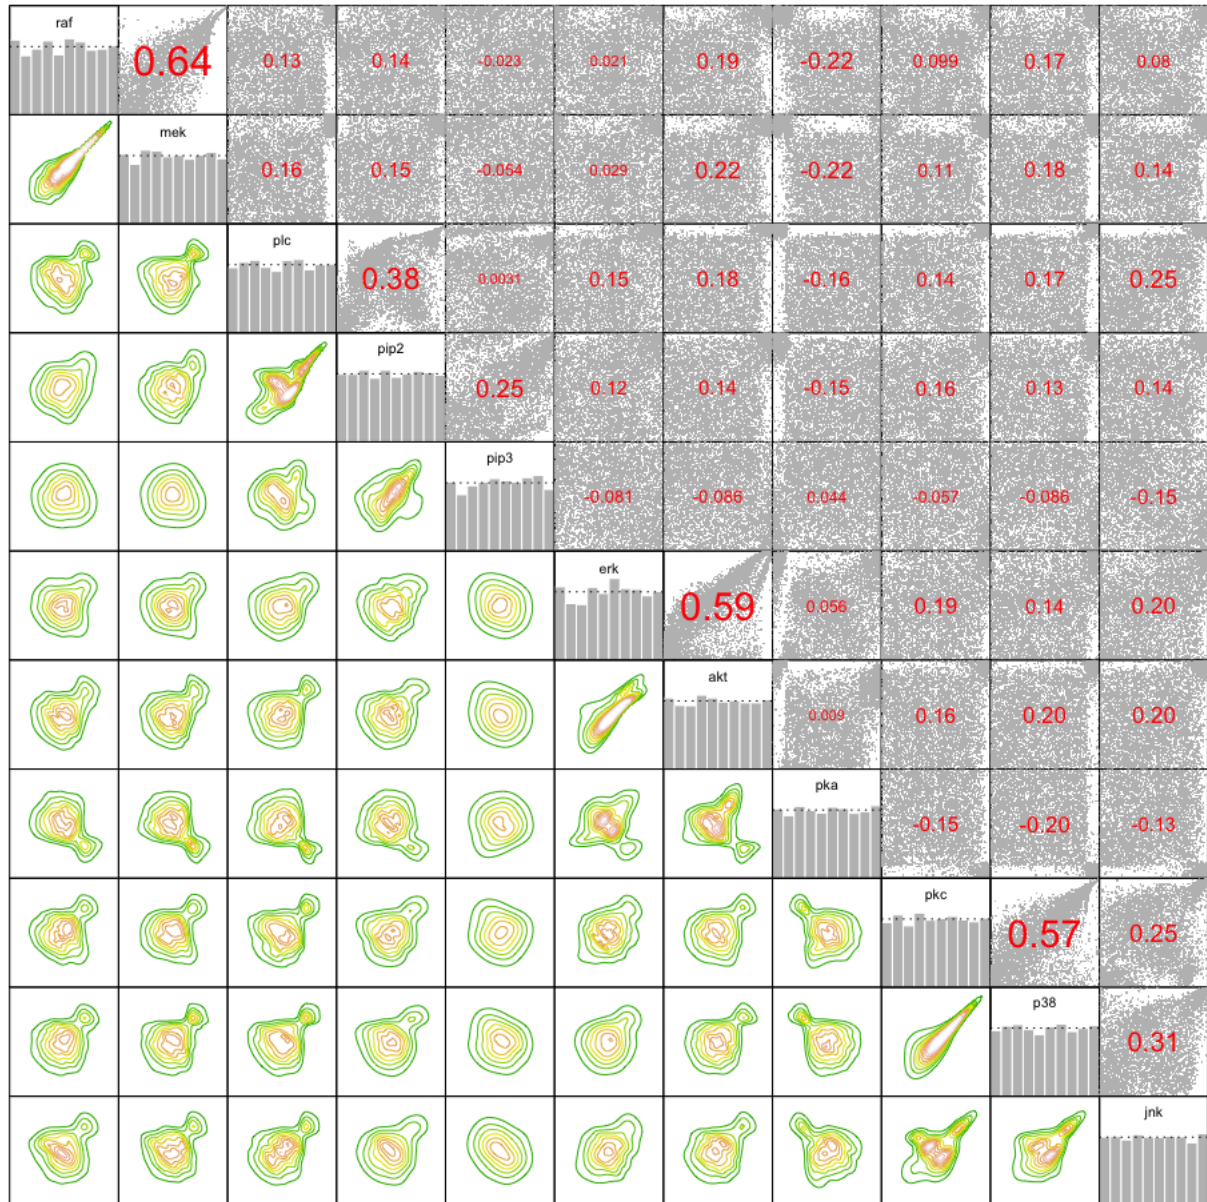 raf
0.64 0.13 0.14 -0.023 0.021 0.19 -0.22 0.099 0.17 0.08
mek
0.16 0.15 -0.054 0.029 0.22 -0.22 0.11 0.18 0.14
plc
0.38 0.0031 0.15 0.18 -0.16 0.14 0.17 0.25
pip2
0.25 0.12 0.14 -0.15 0.16 0.13 0.14
pip3
-0.081 -0.086 0.044 -0.057 -0.086 -0.15
erk
0.59 0.056 0.19 0.14 0.20
akt
0.009 0.16 0.20 0.20
pka
-0.15 -0.20 -0.13
pkc
0.57 0.25
p38
0.31
jnk